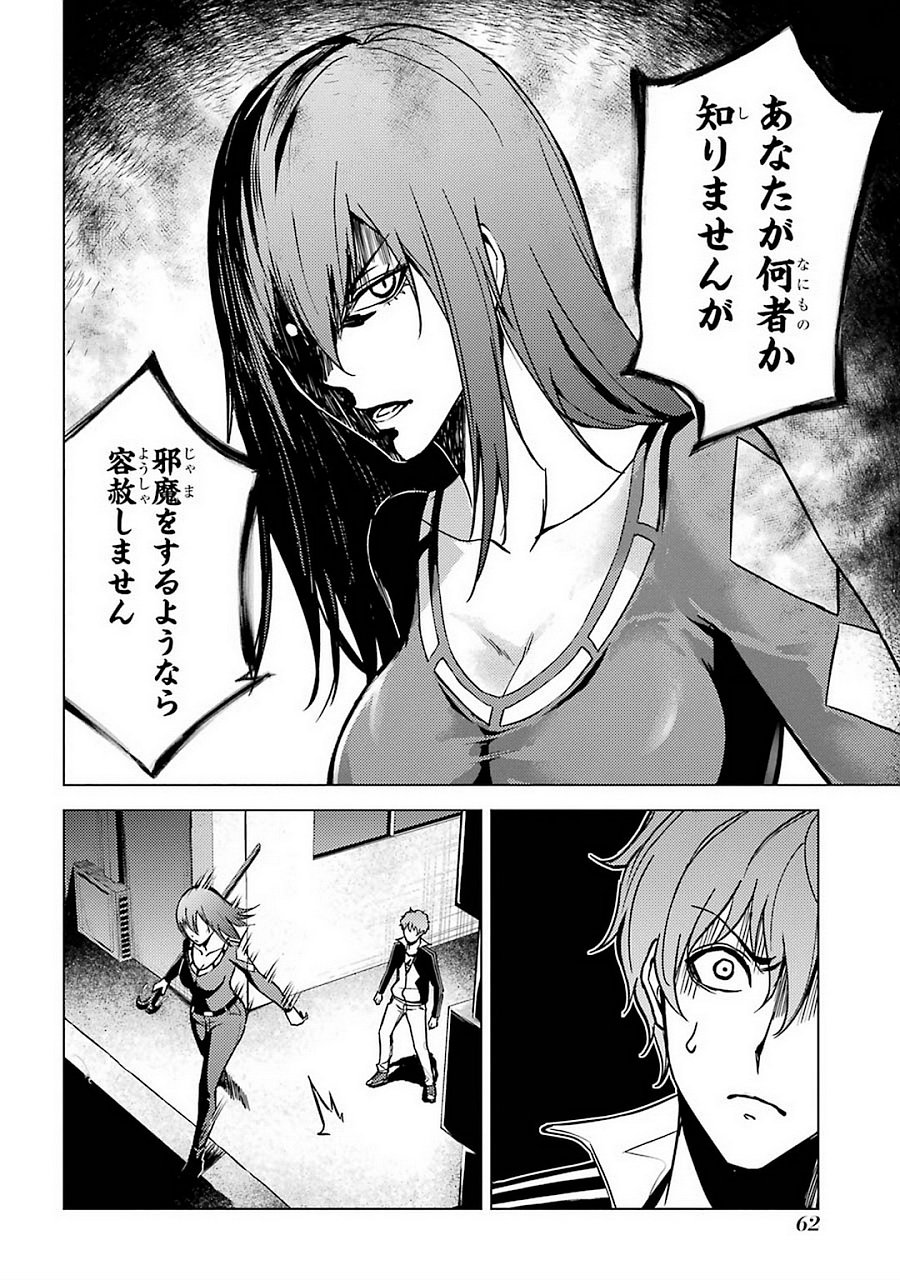 あなたが何者か
知りませんが
邪魔をするようなら
容赦しません
62